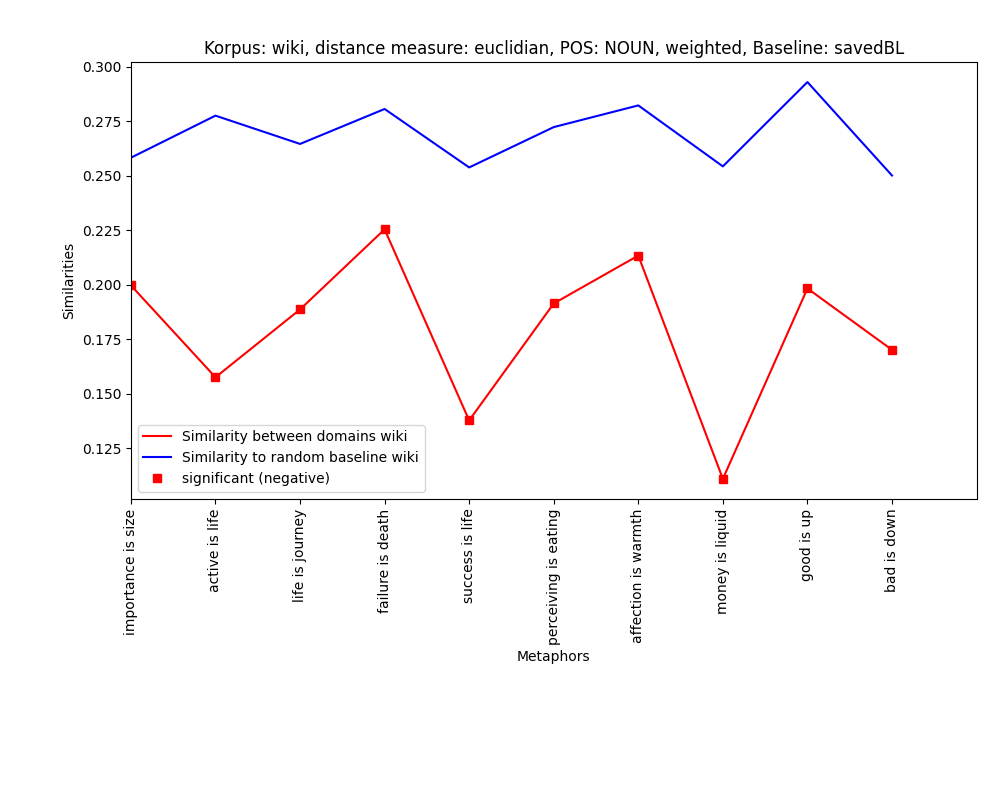 Korpus: wiki, distance measure: euclidian, POS: NOUN, weighted, Baseline: savedBL
0.300
0.275
0.250
0.225
0.200
0.175
0.150
0.125
Similarities
Similarity between domains wiki
Similarity to random baseline wiki
significant (negative)
importance is size
active is life
life is journey
failure is death
success is life
perceiving is eating
affection is warmth
money is liquid
good is up
bad is down
Metaphors